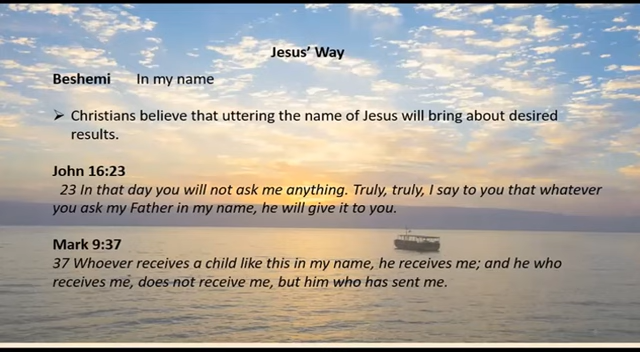 Jesus’ Way
Beshemi In my name
➢ Christians believe that uttering the name of Jesus will bring about desired
results.
John 16:23
23 In that day you will not ask me anything. Truly, truly, I say to you that whatever
you ask my Father in my name, he will give it to you.
Mark 9:37
37 Whoever receives a child like this in my name, he receives me; and he who
receives me, does not receive me, but him who has sent me.